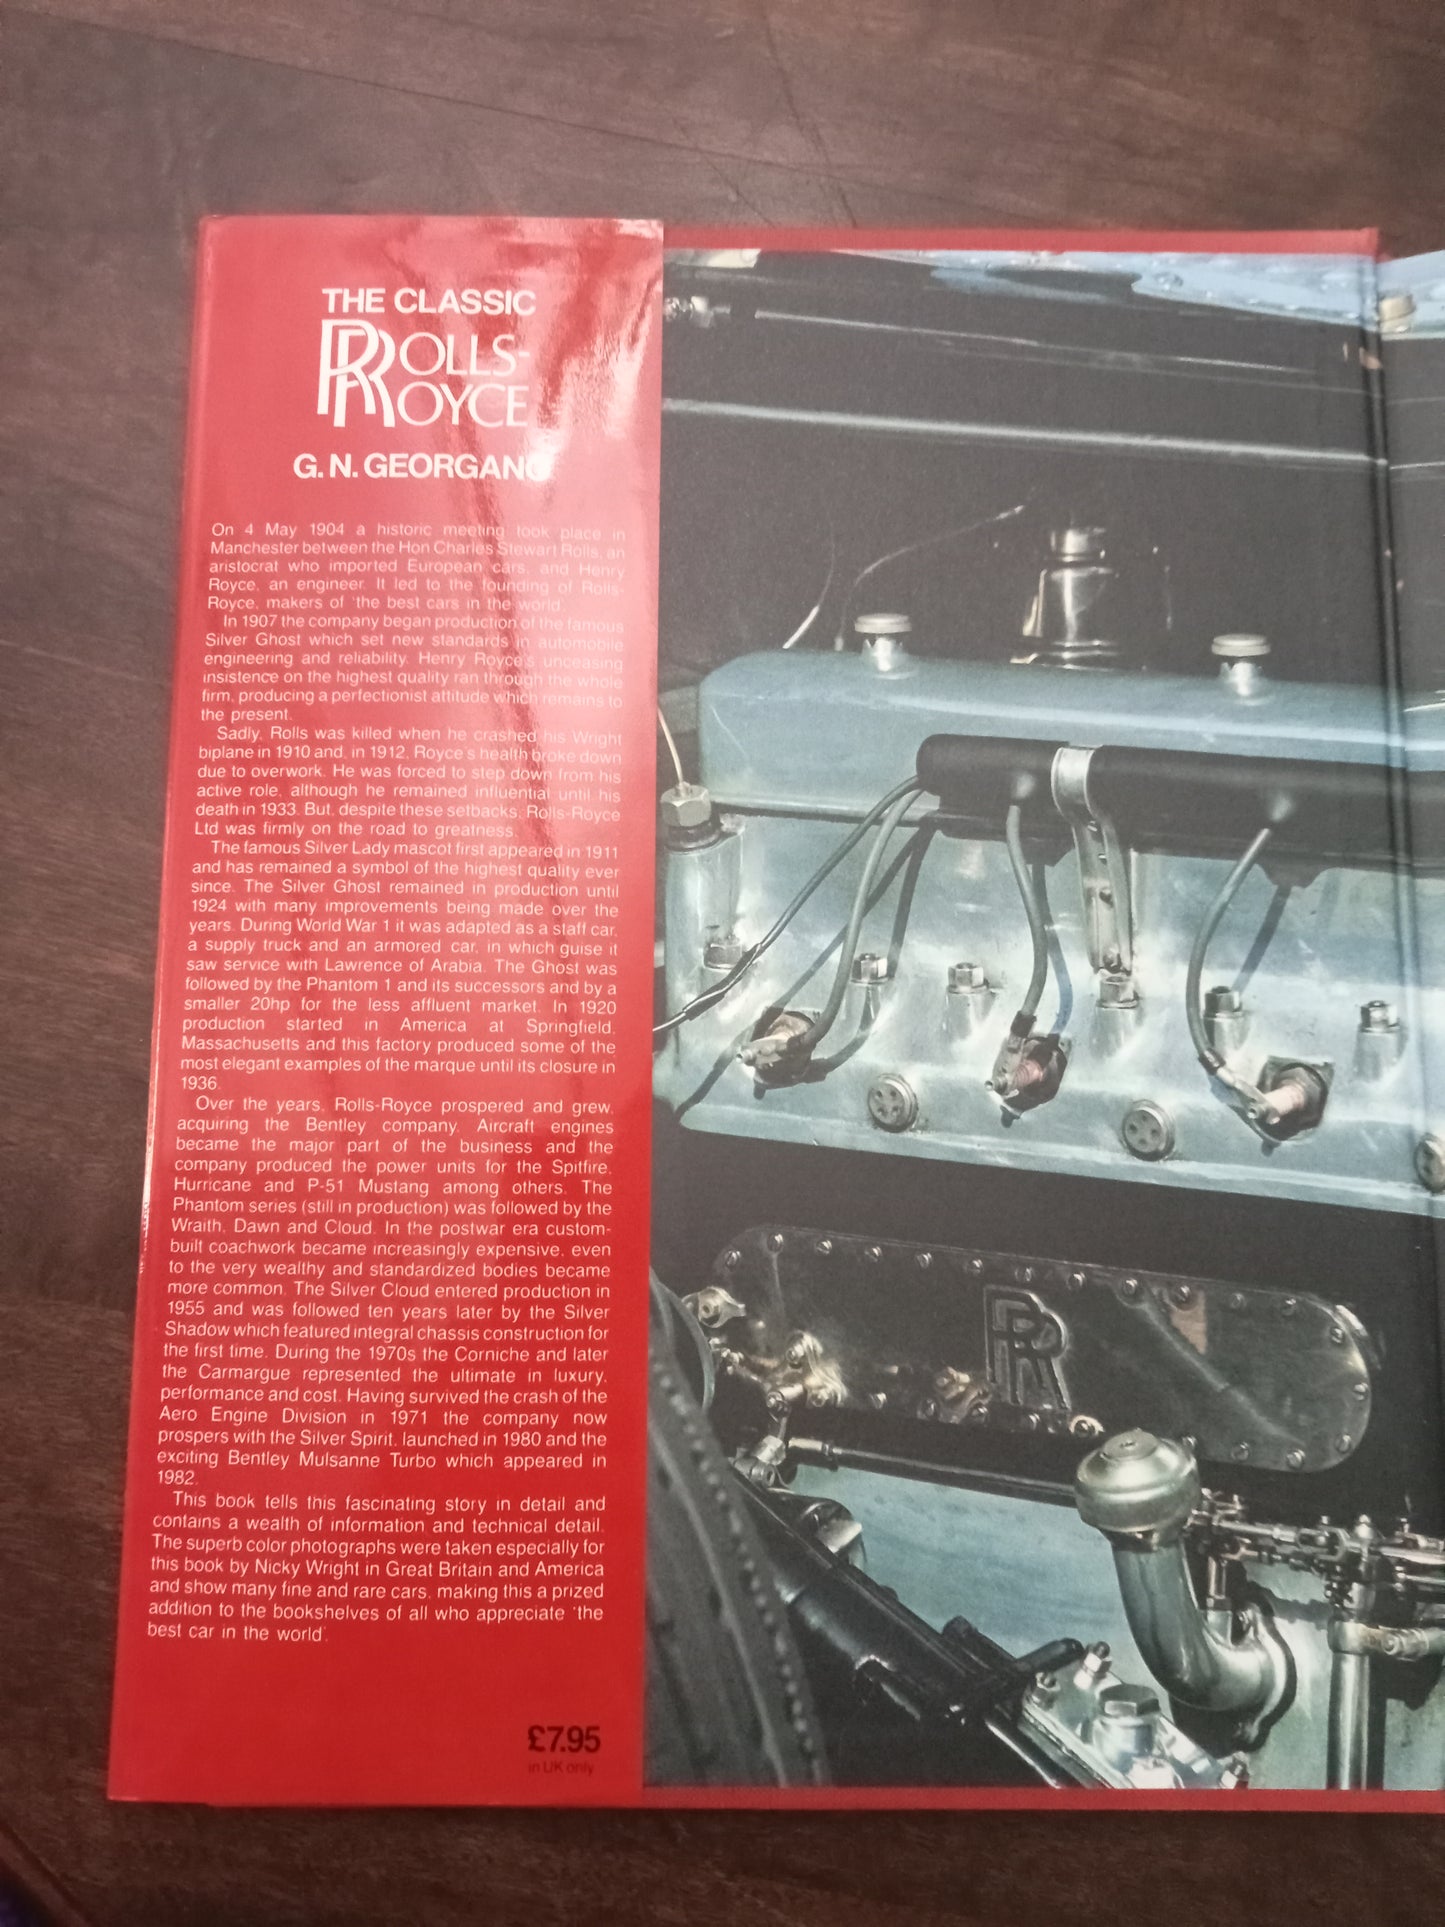 THE CLASSIC
ROLLS-
ROYCE
G. N. GEORGANO
On 4 May 1904 a historic meeting took place in
Manchester between the Hon Charles Stewart Rolls, an
aristocrat who imported European cars, and Henry
Royce, an engineer. It led to the founding of Rolls-
Royce, makers of 'the best cars in the world'.
In 1907 the company began production of the famous
Silver Ghost which set new standards in automobile
engineering and reliability. Henry Royce's unceasing
insistence on the highest quality ran through the whole
firm, producing a perfectionist attitude which remains to
the present.
Sadly, Rolls was killed when he crashed his Wright
biplane in 1910 and, in 1912, Royce's health broke down
due to overwork. He was forced to step down from his
active role, although he remained influential until his
death in 1933. But, despite these setbacks, Rolls-Royce
Ltd was firmly on the road to greatness.
The famous Silver Lady mascot first appeared in 1911
and has remained a symbol of the highest quality ever
since. The Silver Ghost remained in production until
1924 with many improvements being made over the
years. During World War 1 it was adapted as a staff car,
a supply truck and an armored car, in which guise it
saw service with Lawrence of Arabia. The Ghost was
followed by the Phantom 1 and its successors and by a
smaller 20hp for the less affluent market. In 1920
production started in America at Springfield,
Massachusetts and this factory produced some of the
most elegant examples of the marque until its closure in
1936.
Over the years, Rolls-Royce prospered and grew,
acquiring the Bentley company. Aircraft engines
became the major part of the business and the
company produced the power units for the Spitfire,
Hurricane and P-51 Mustang among others. The
Phantom series (still in production) was followed by the
Wraith, Dawn and Cloud. In the postwar era custom-
built coachwork became increasingly expensive, even
to the very wealthy and standardized bodies became
more common. The Silver Cloud entered production in
1955 and was followed ten years later by the Silver
Shadow which featured integral chassis construction for
the first time. During the 1970s the Corniche and later
the Carmargue represented the ultimate in luxury,
performance and cost. Having survived the crash of the
Aero Engine Division in 1971 the company now
prospers with the Silver Spirit, launched in 1980 and the
exciting Bentley Mulsanne Turbo which appeared in
1982.
This book tells this fascinating story in detail and
contains a wealth of information and technical detail.
The superb color photographs were taken especially for
this book by Nicky Wright in Great Britain and America
and show many fine and rare cars, making this a prized
addition to the bookshelves of all who appreciate 'the
best car in the world'.
£7.95
in UK only
RR